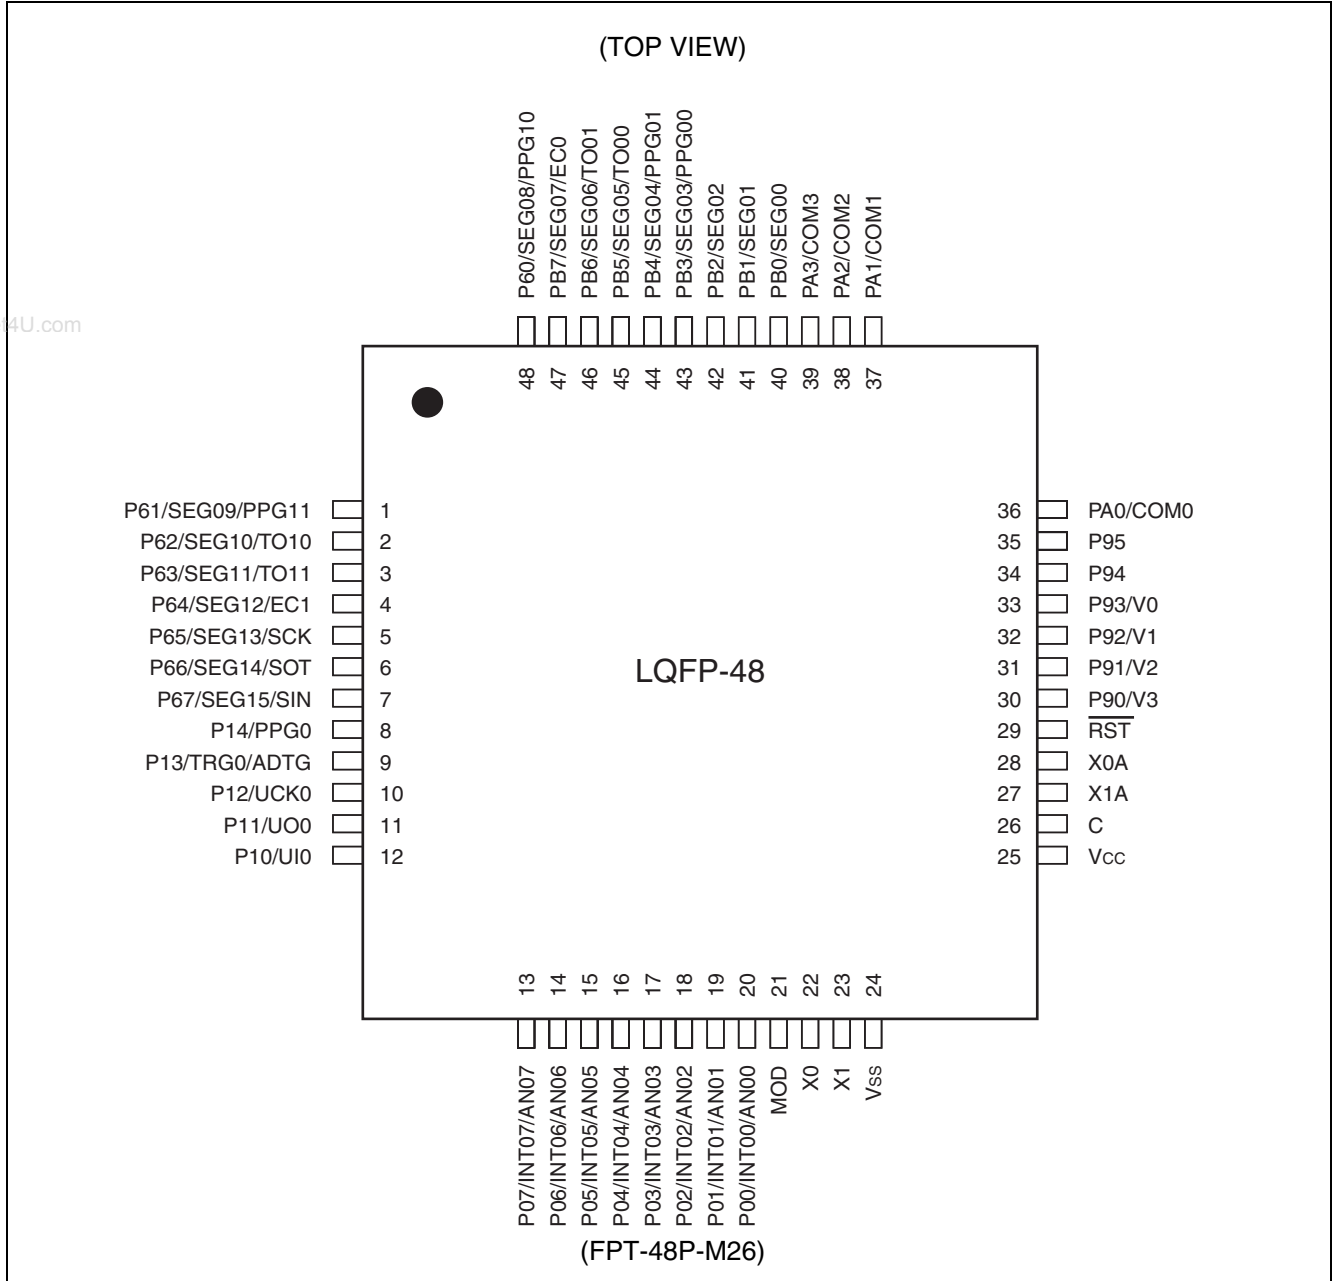 (TOP VIEW)
P60/SEG08/PPG10
PB7/SEG07/EC0
PB6/SEG06/TO01
PB5/SEG05/TO00
PB4/SEG04/PPG01
PB3/SEG03/PPG00
PB2/SEG02
PB1/SEG01
PB0/SEG00
PA3/COM3
PA2/COM2
PA1/COM1
t4U.com
48 47 46 45 44 43 42 41 40 39 38 37
P61/SEG09/PPG11 1 36 PA0/COM0
P62/SEG10/TO10 2 35 P95
P63/SEG11/TO11 3 34 P94
P64/SEG12/EC1 4 33 P93/V0
P65/SEG13/SCK 5 32 P92/V1
P66/SEG14/SOT 6 LQFP-48 31 P91/V2
P67/SEG15/SIN 7 30 P90/V3
P14/PPG0 8 29 RST
P13/TRG0/ADTG 9 28 X0A
P12/UCK0 10 27 X1A
P11/UO0 11 26 C
P10/UI0 12 25 Vcc
13 14 15 16 17 18 19 20 21 22 23 24
P07/INT07/AN07
P06/INT06/AN06
P05/INT05/AN05
P04/INT04/AN04
P03/INT03/AN03
P02/INT02/AN02
P01/INT01/AN01
P00/INT00/AN00
MOD
X0
X1
Vss
(FPT-48P-M26)